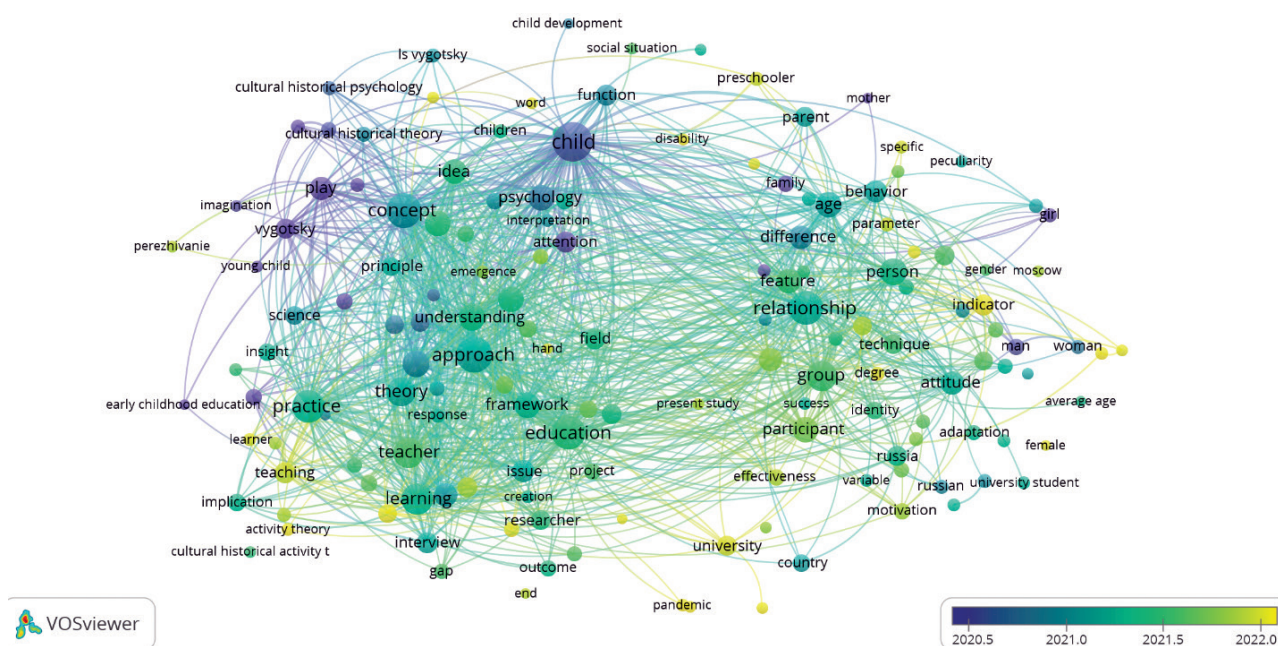 child development
social situation
ls vygotsky
preschooler
cultural historical psychology
function
mother
word
parent
cultural historical theory
children
child
disability
specific
peculiarity
idea
play
psychology
family
behavior
imagination
concept
age
interpretation
girl
vygotsky
parameter
perezhivanie
attention
difference
young child
principle
emergence
person
gender
moscow
feature
science
understanding
relationship
indicator
field
technique
man
woman
insight
approach
hand
degree
group
attitude
theory
early childhood education
practice
response
framework
present study
success
identity
average age
learner
education
participant
adaptation
female
teacher
russia
teaching
issue
project
effectiveness
variable
russian
university student
implication
learning
creation
motivation
activity theory
researcher
interview
university
cultural historical activity t
gap
outcome
country
end
pandemic
VOSviewer
2020.5 2021.0 2021.5 2022.0